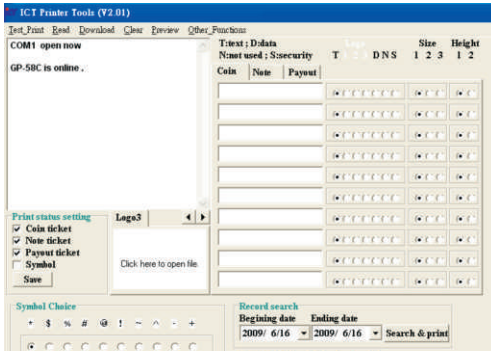 ICT Printer Tools (V2.01)
Test_Print Read Download Clear Preview Other_Functions
COM1 open now
GP-58C is online .
T:text ; D:data
N:not used ; S:security
T D N S
Size
1 2 3
Height
1 2
Coin Note Payout
Print status setting
Coin ticket
Note ticket
Payout ticket
Symbol
Save
Logo3
Click here to open file
Symbol Choice
* $ % # @ ! ~ ^ - +
Record search
Begining date Ending date
2009/ 6/16 2009/ 6/16 Search & print